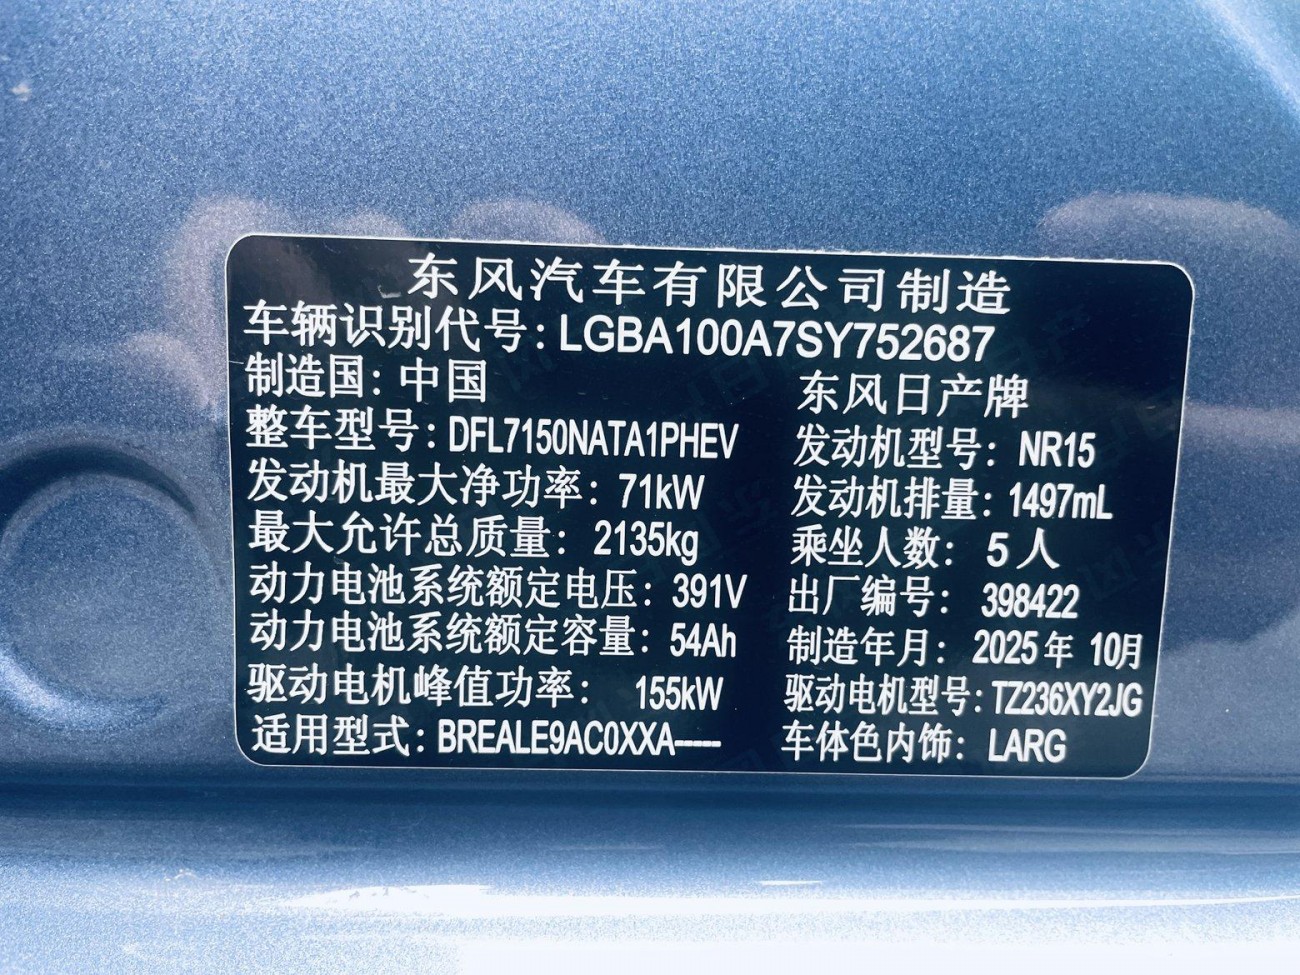 东风汽车有限公司制造
车辆识别代号：LGBA100A7SY752687
制造国：中国 东风日产牌
整车型号：DFL7150NATA1PHEV 发动机型号：NR15
发动机最大净功率：71kW 发动机排量：1497mL
最大允许总质量：2135kg 乘坐人数：5人
动力电池系统额定电压：391V 出厂编号：398422
动力电池系统额定容量：54Ah 制造年月：2025年 10月
驱动电机峰值功率：155kW 驱动电机型号：TZ236XY2JG
适用型式：BREALE9AC0XXA----- 车体色内饰：LARG